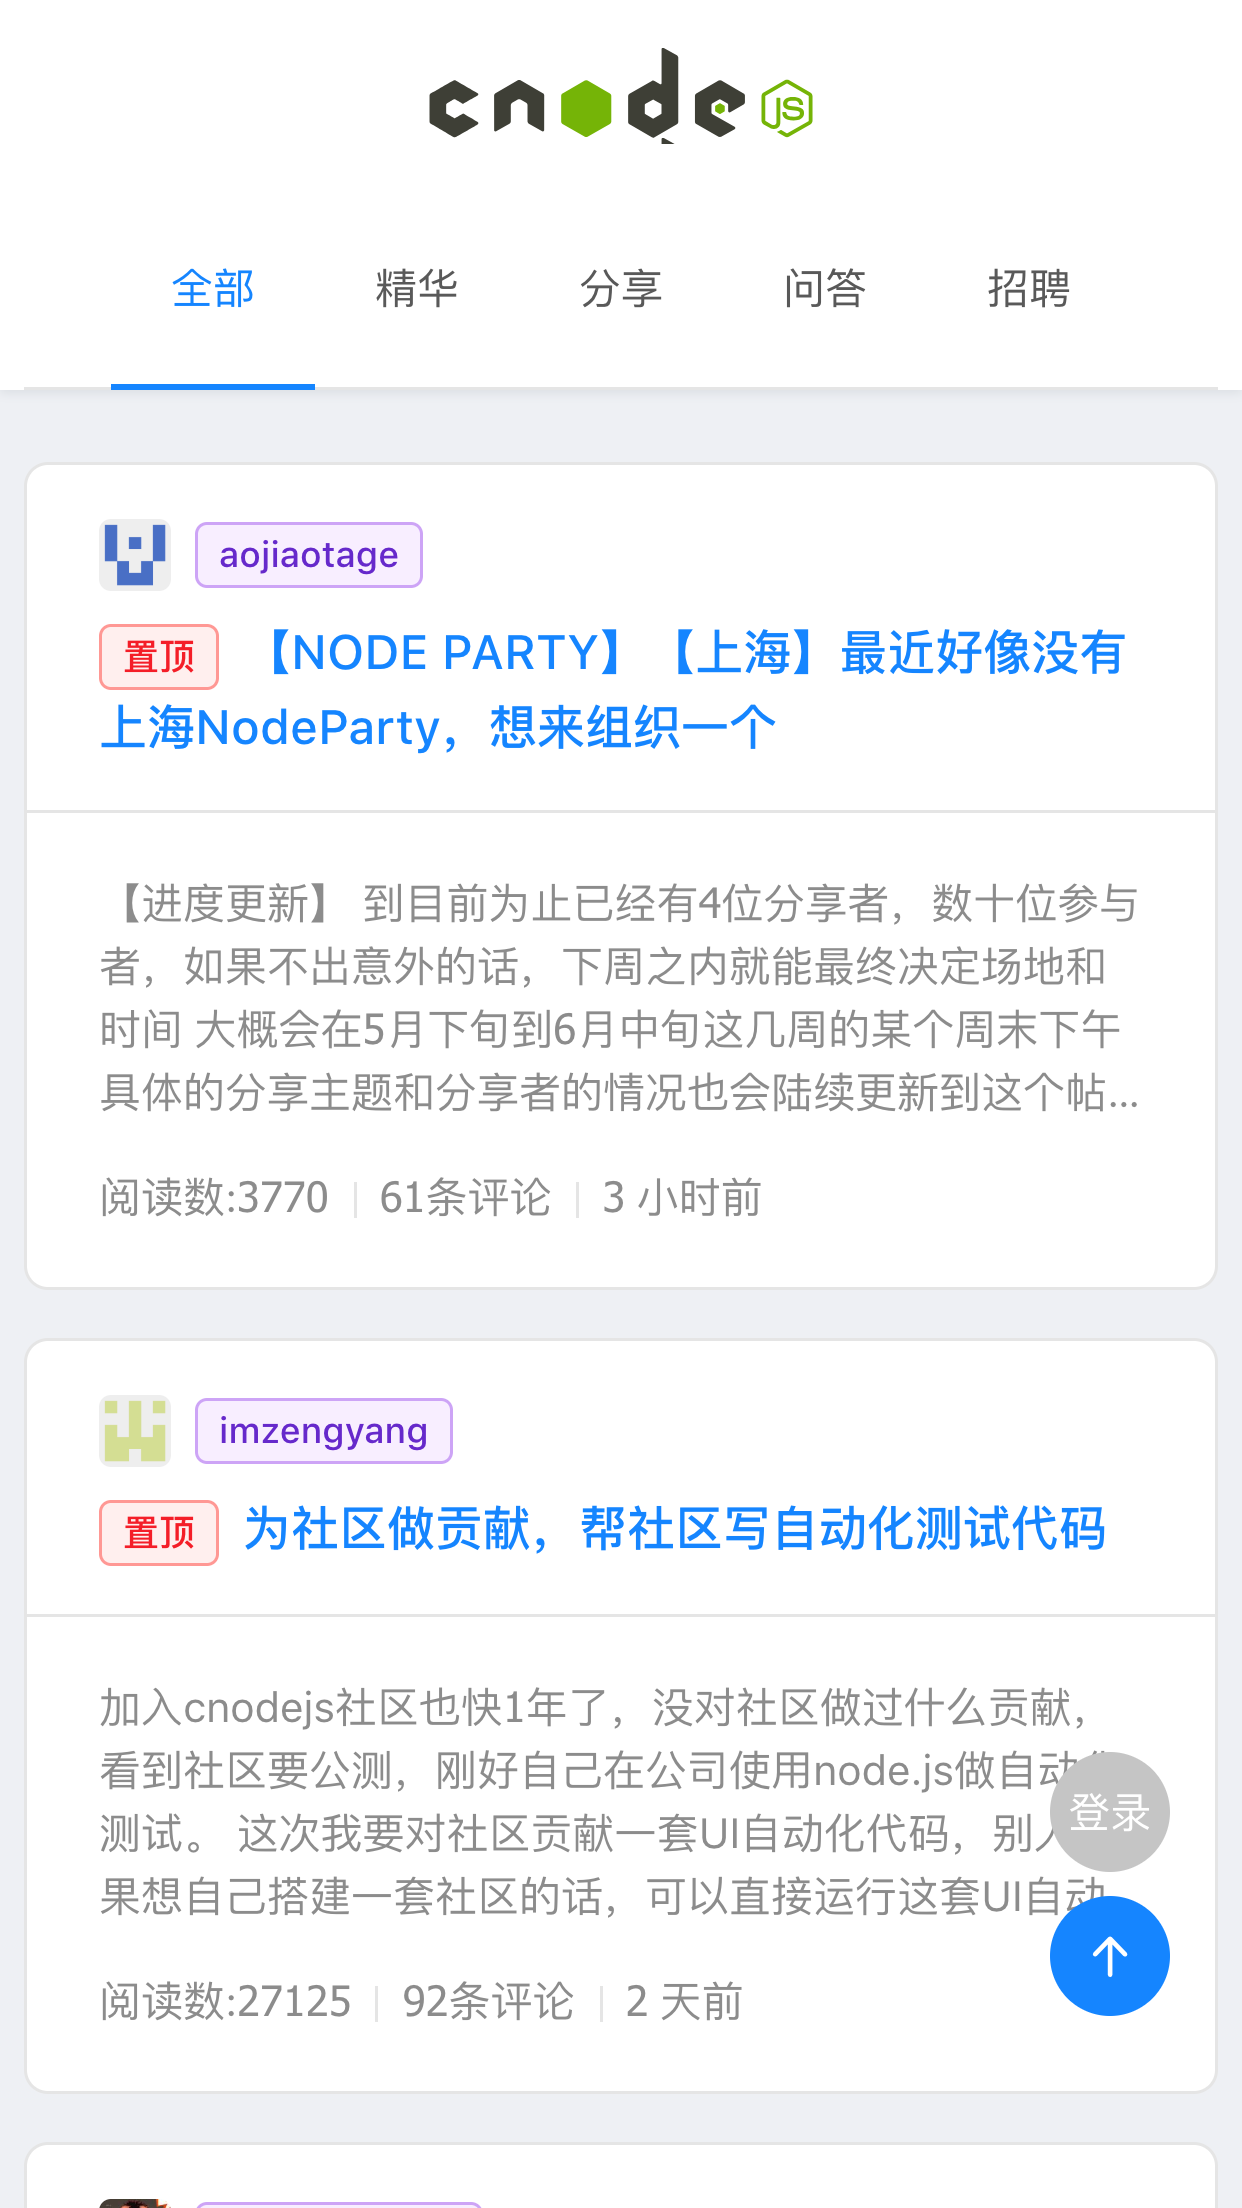 cnode JS
全部 精华 分享 问答 招聘
aojiaotage
置顶 【NODE PARTY】【上海】最近好像没有
上海NodeParty，想来组织一个
【进度更新】 到目前为止已经有4位分享者，数十位参与
者，如果不出意外的话，下周之内就能最终决定场地和
时间 大概会在5月下旬到6月中旬这几周的某个周末下午
具体的分享主题和分享者的情况也会陆续更新到这个帖...
阅读数:3770 61条评论 3 小时前
imzengyang
置顶 为社区做贡献，帮社区写自动化测试代码
加入cnodejs社区也快1年了，没对社区做过什么贡献，
看到社区要公测，刚好自己在公司使用node.js做自动化
测试。 这次我要对社区贡献一套UI自动化代码，别人
登录
果想自己搭建一套社区的话，可以直接运行这套UI自动
阅读数:27125 92条评论 2 天前